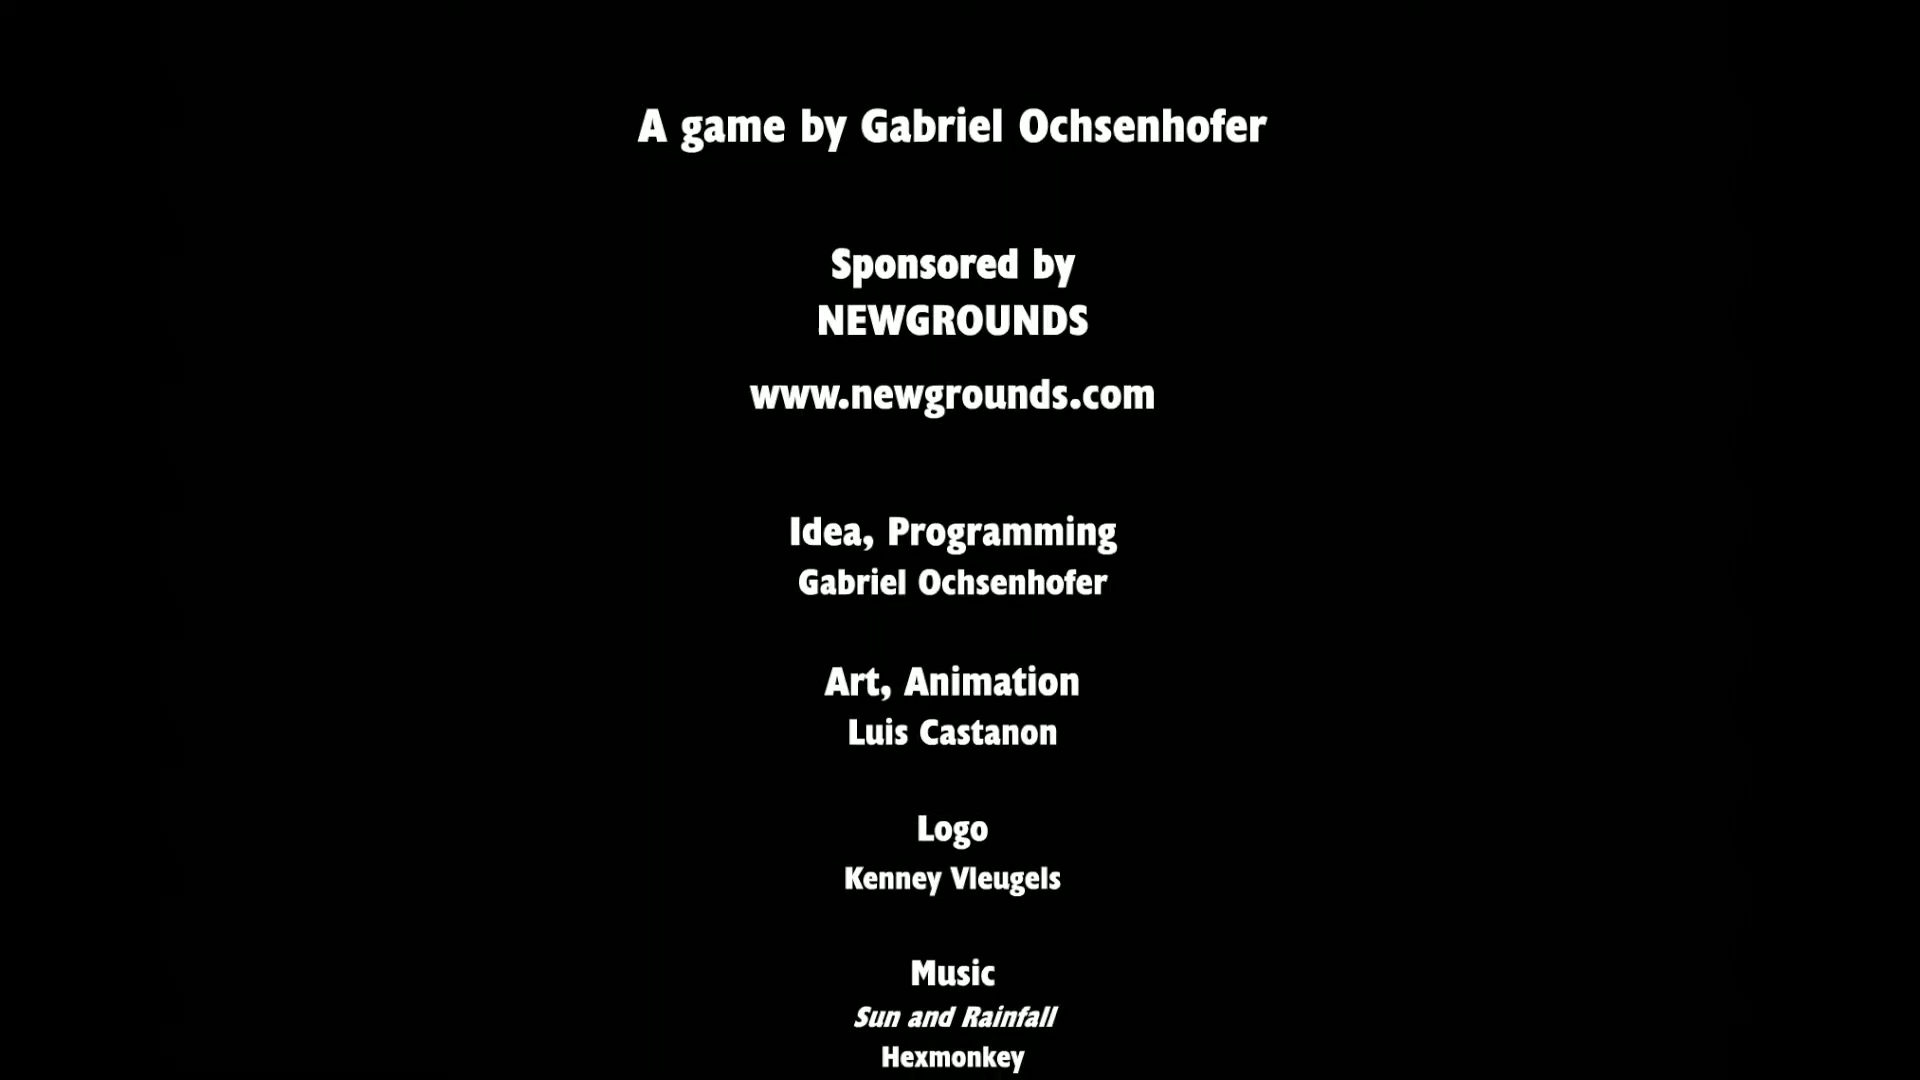 A game by Gabriel Ochsenhofer
Sponsored by
NEWGROUNDS
www.newgrounds.com
Idea, Programming
Gabriel Ochsenhofer
Art, Animation
Luis Castanon
Logo
Kenney Vleugels
Music
Sun and Rainfall
Hexmonkey